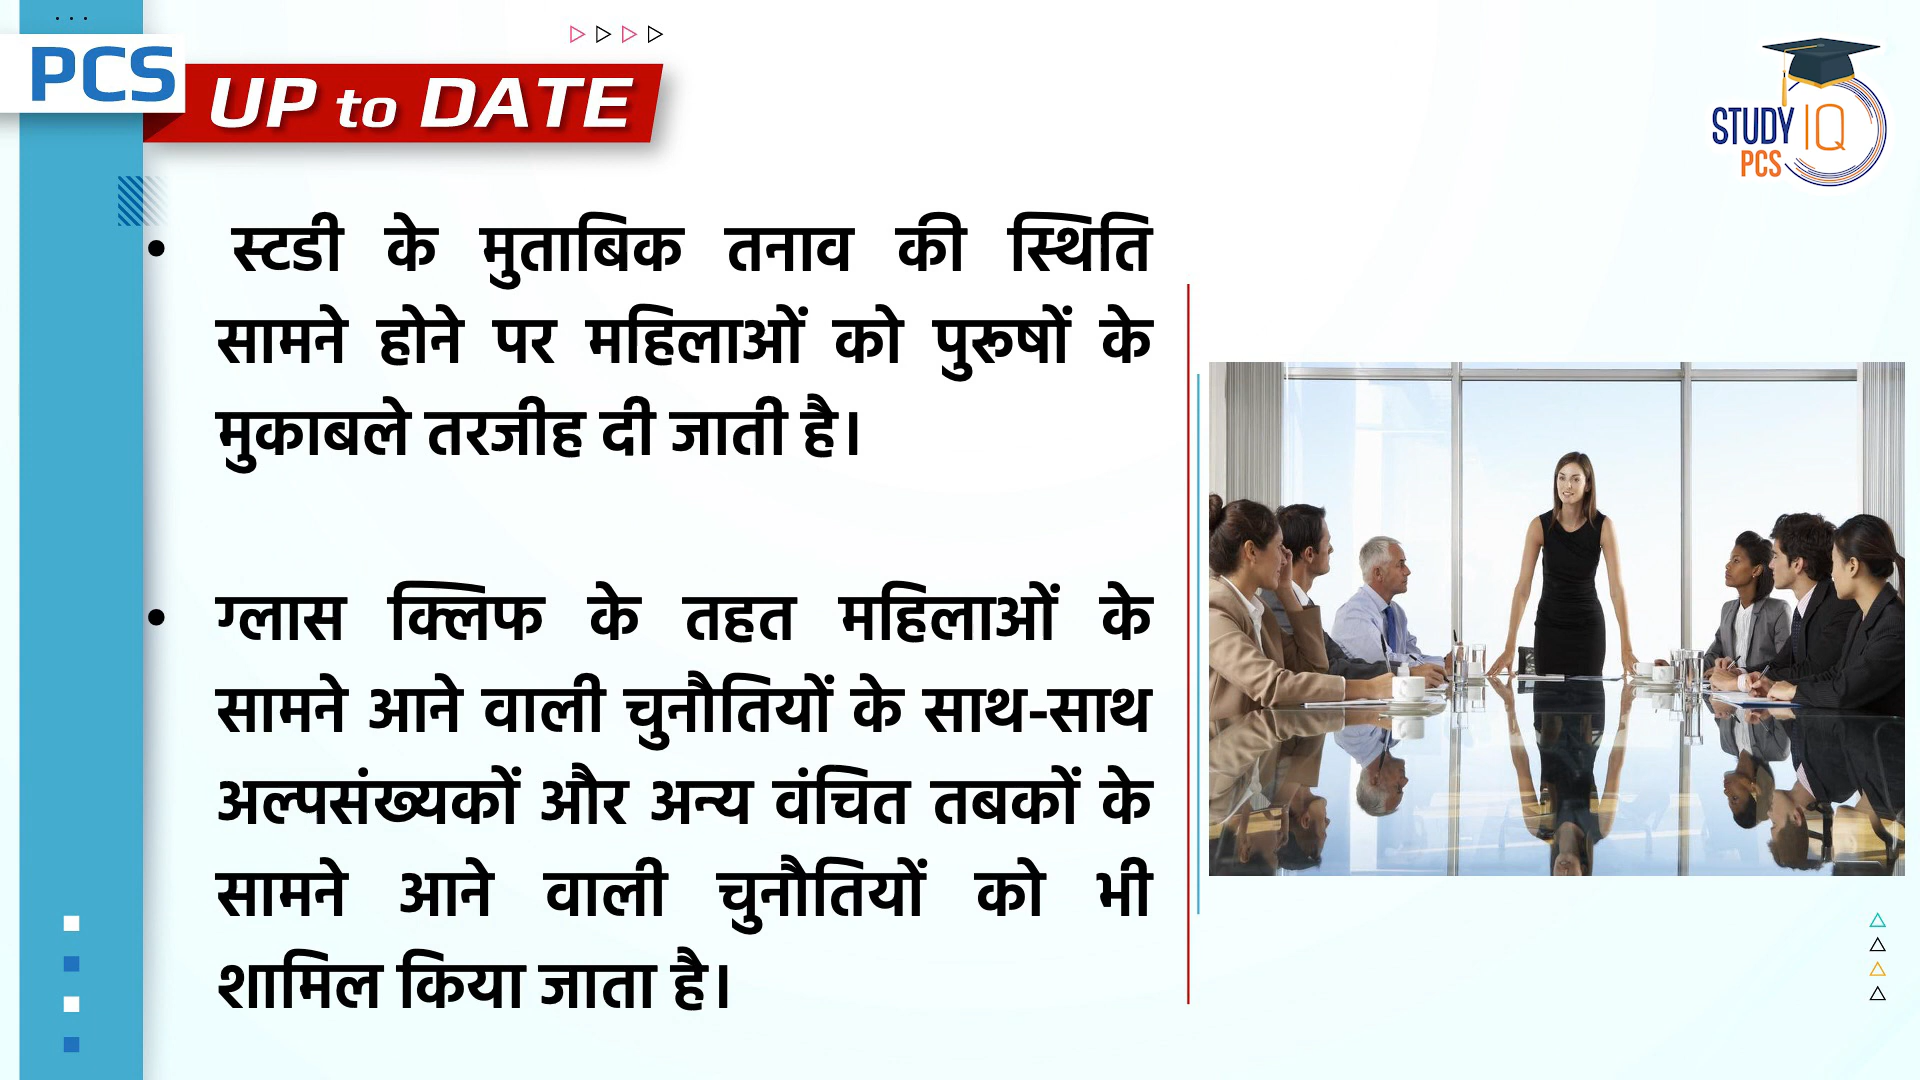 PCS
UP to DATE
STUDY IQ
PCS
• स्टडी के मुताबिक तनाव की स्थिति
सामने होने पर महिलाओं को पुरूषों के
मुकाबले तरजीह दी जाती है।
• ग्लास क्लिफ के तहत महिलाओं के
सामने आने वाली चुनौतियों के साथ-साथ
अल्पसंख्यकों और अन्य वंचित तबकों के
सामने आने वाली चुनौतियों को भी
शामिल किया जाता है।